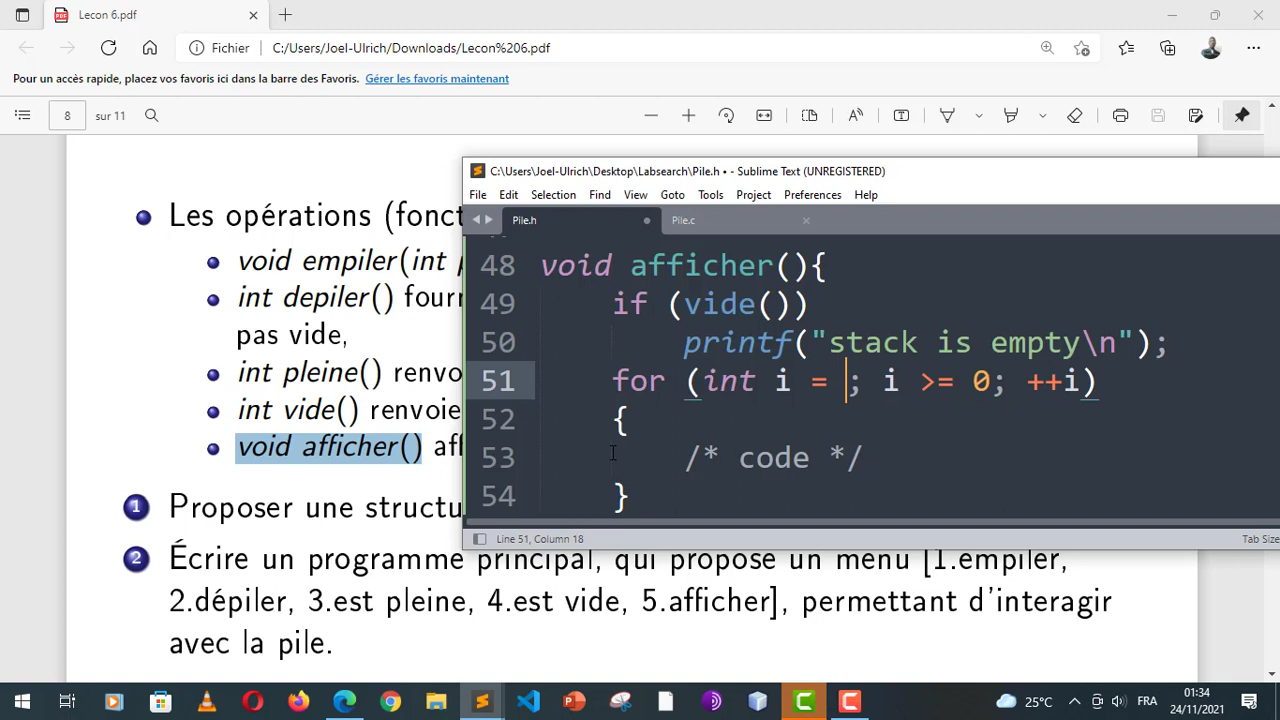 Lecon 6.pdf
Fichier C:/Users/Joel-Ulrich/Downloads/Lecon%206.pdf
Pour un accès rapide, placez vos favoris ici dans la barre des Favoris. Gérer les favoris maintenant
8 sur 11
Les opérations (fonct
void empiler(int p
int depiler() four
pas vide,
int pleine() renvo
int vide() renvoie
void afficher() aff
1 Proposer une structu
2 Écrire un programme principal, qui propose un menu [1.empiler,
2.dépiler, 3.est pleine, 4.est vide, 5.afficher], permettant d'interagir
avec la pile.
C:\Users\Joel-Ulrich\Desktop\Labsearch\Pile.h • - Sublime Text (UNREGISTERED)
File Edit Selection Find View Goto Tools Project Preferences Help
Pile.h Pile.c
48 void afficher(){
49 if (vide())
50 printf("stack is empty\n");
51 for (int i = ; i >= 0; ++i)
52 {
53 /* code */
54 }
Line 51, Column 18 Tab Size
25°C FRA 01:34
24/11/2021